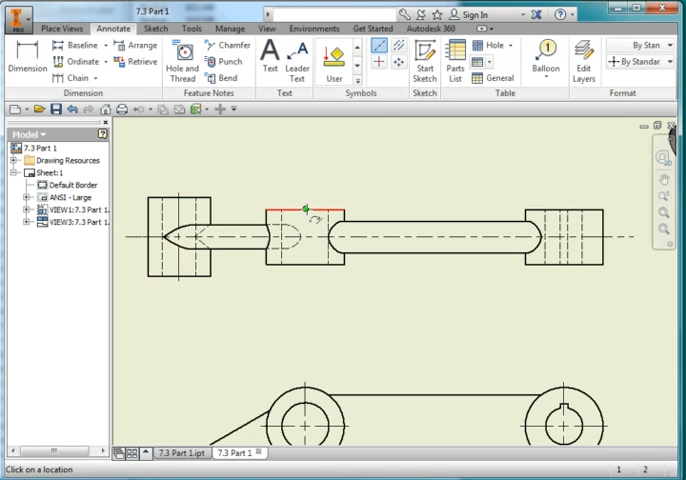 7.3 Part 1
Sign In
PRO
Place Views
Annotate
Sketch
Tools
Manage
View
Environments
Get Started
Autodesk 360
Dimension
Baseline
Ordinate
Chain
Arrange
Retrieve
Dimension
Hole and
Thread
Chamfer
Punch
Bend
Feature Notes
Text
Leader
Text
Text
User
Symbols
Start
Sketch
Sketch
Parts
List
Hole
General
Table
1
Balloon
Edit
Layers
By Stan
By Standar
Format
Model
7.3 Part 1
Drawing Resources
Sheet:1
Default Border
ANSI - Large
VIEW1:7.3 Part 1.
VIEW3:7.3 Part 1.
7.3 Part 1.ipt
7.3 Part 1
Click on a location
1
2